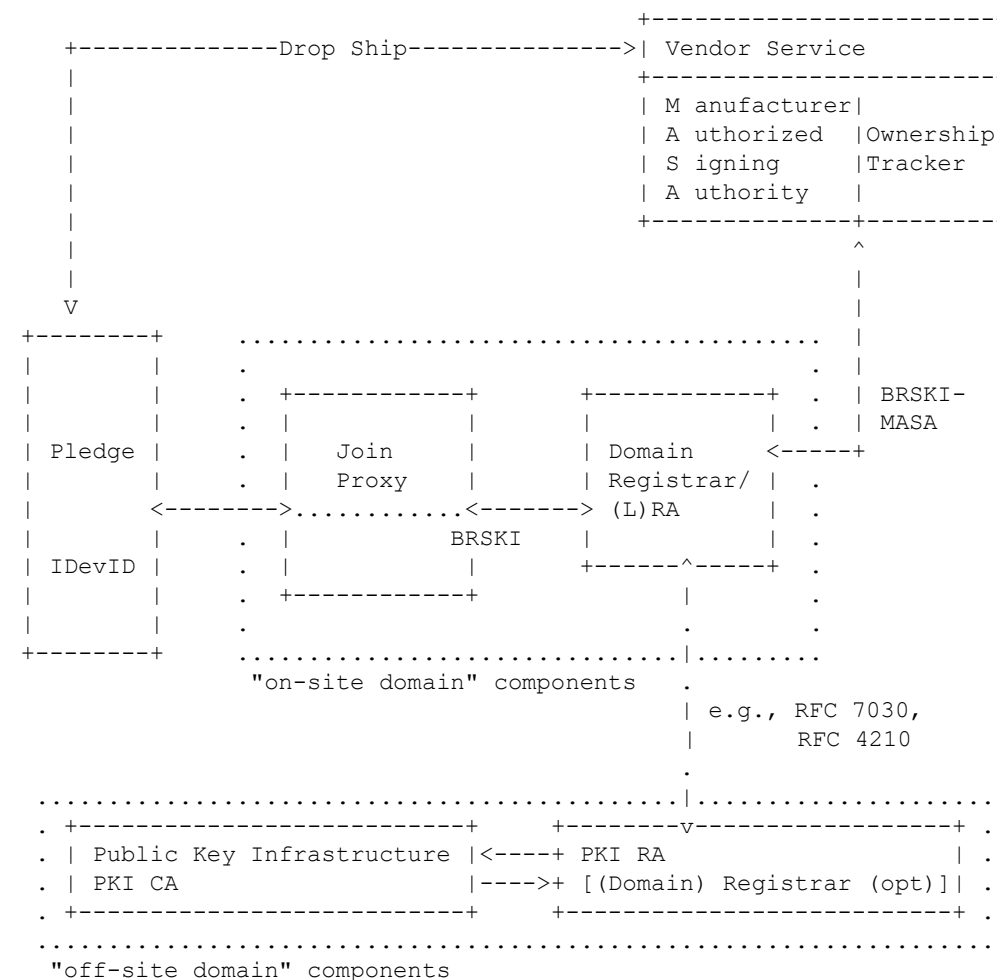 Drop Ship
Vendor Service
M anufacturer
A uthorized Ownership
S igning Tracker
A uthority
BRSKI-
MASA
Pledge Join Domain
Proxy Registrar/
(L)RA
BRSKI
IDevID
"on-site domain" components
e.g., RFC 7030,
RFC 4210
Public Key Infrastructure PKI RA
PKI CA [(Domain) Registrar (opt)]
"off-site domain" components